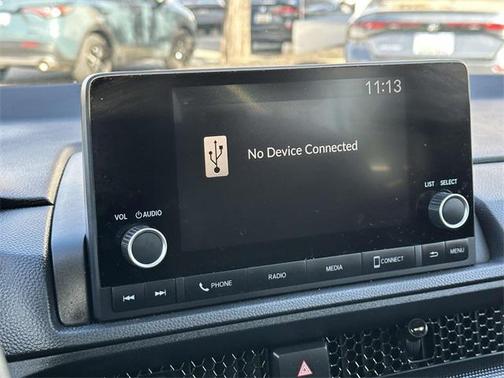 11:13
No Device Connected
VOL AUDIO
LIST SELECT
PHONE RADIO MEDIA CONNECT MENU